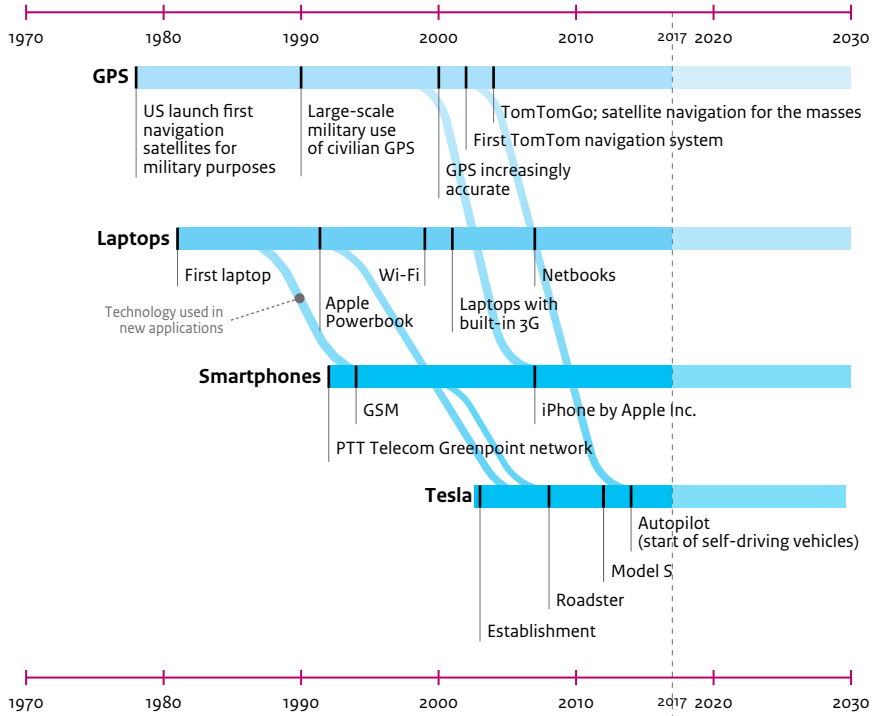 1970 1980 1990 2000 2010 2017 2020 2030
GPS
US launch first
navigation
satellites for
military purposes
Large-scale
military use
of civilian GPS
TomTomGo; satellite navigation for the masses
First TomTom navigation system
GPS increasingly
accurate
Laptops
First laptop
Apple
Powerbook
Wi-Fi
Laptops with
built-in 3G
Netbooks
Technology used in
new applications
Smartphones
GSM
iPhone by Apple Inc.
PTT Telecom Greenpoint network
Tesla
Autopilot
(start of self-driving vehicles)
Model S
Roadster
Establishment
1970 1980 1990 2000 2010 2017 2020 2030